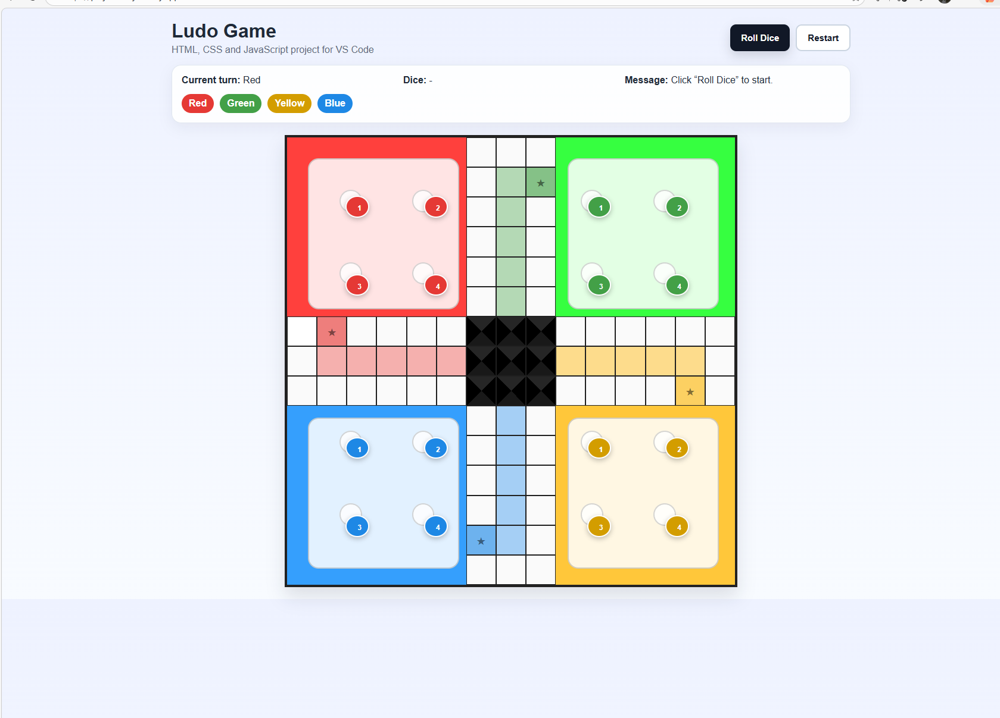 Ludo Game
HTML, CSS and JavaScript project for VS Code
Roll Dice
Restart
Current turn: Red
Dice: -
Message: Click “Roll Dice” to start.
Red
Green
Yellow
Blue
★
1
2
1
2
3
4
3
4
★
★
1
2
1
2
3
4
3
4
★